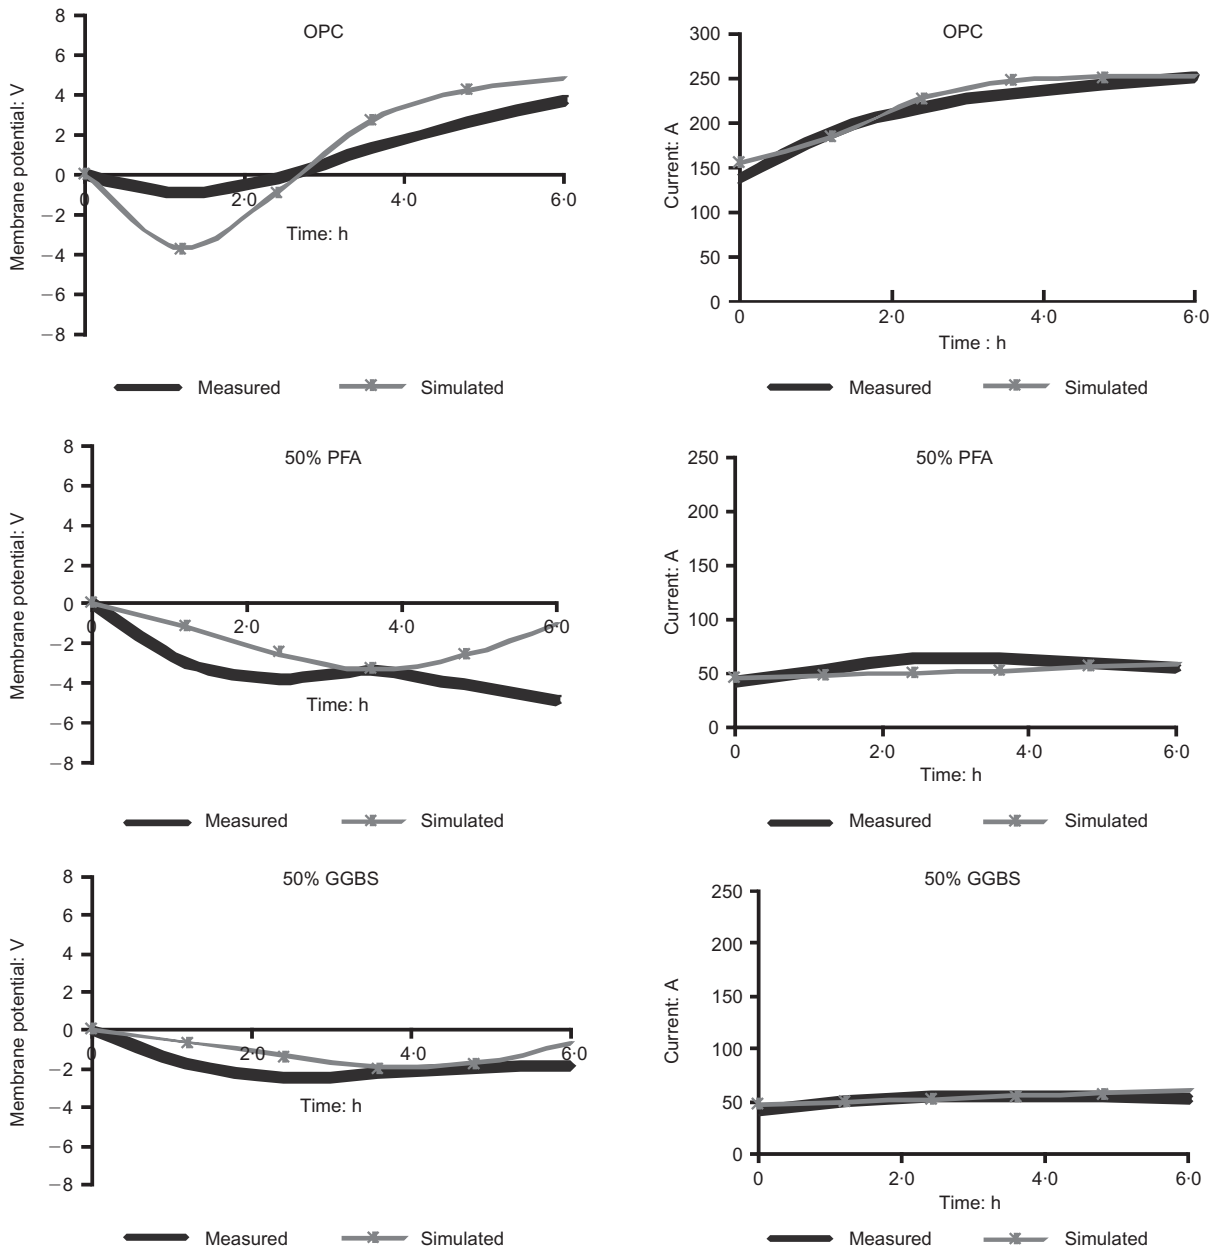 OPC
8
6
4
2
0
−2
−4
−6
−8
0 2·0 4·0 6·0
Membrane potential: V
Time: h
Measured Simulated
OPC
300
250
200
150
100
50
0
0 2·0 4·0 6·0
Current: A
Time : h
Measured Simulated
50% PFA
8
6
4
2
0
−2
−4
−6
−8
0 2·0 4·0 6·0
Membrane potential: V
Time: h
Measured Simulated
50% PFA
250
200
150
100
50
0
0 2·0 4·0 6·0
Current: A
Time: h
Measured Simulated
50% GGBS
8
6
4
2
0
−2
−4
−6
−8
0 2·0 4·0 6·0
Membrane potential: V
Time: h
Measured Simulated
50% GGBS
250
200
150
100
50
0
0 2·0 4·0 6·0
Current: A
Time: h
Measured Simulated